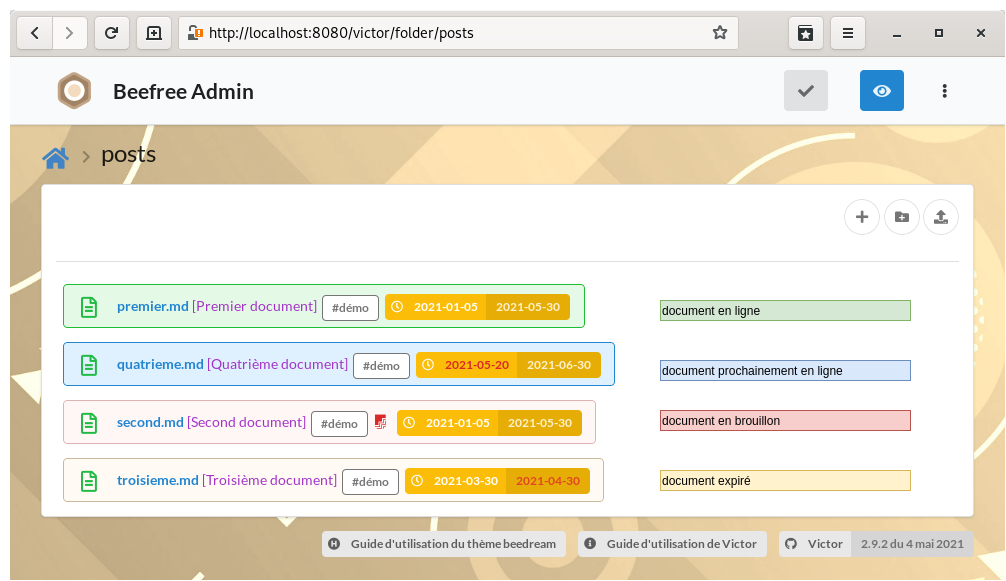 http://localhost:8080/victor/folder/posts
Beefree Admin
posts
premier.md [Premier document] #démo 2021-01-05 2021-05-30 document en ligne
quatrieme.md [Quatrième document] #démo 2021-05-20 2021-06-30 document prochainement en ligne
second.md [Second document] #démo 2021-01-05 2021-05-30 document en brouillon
troisieme.md [Troisième document] #démo 2021-03-30 2021-04-30 document expiré
Guide d'utilisation du thème beedream Guide d'utilisation de Victor Victor 2.9.2 du 4 mai 2021